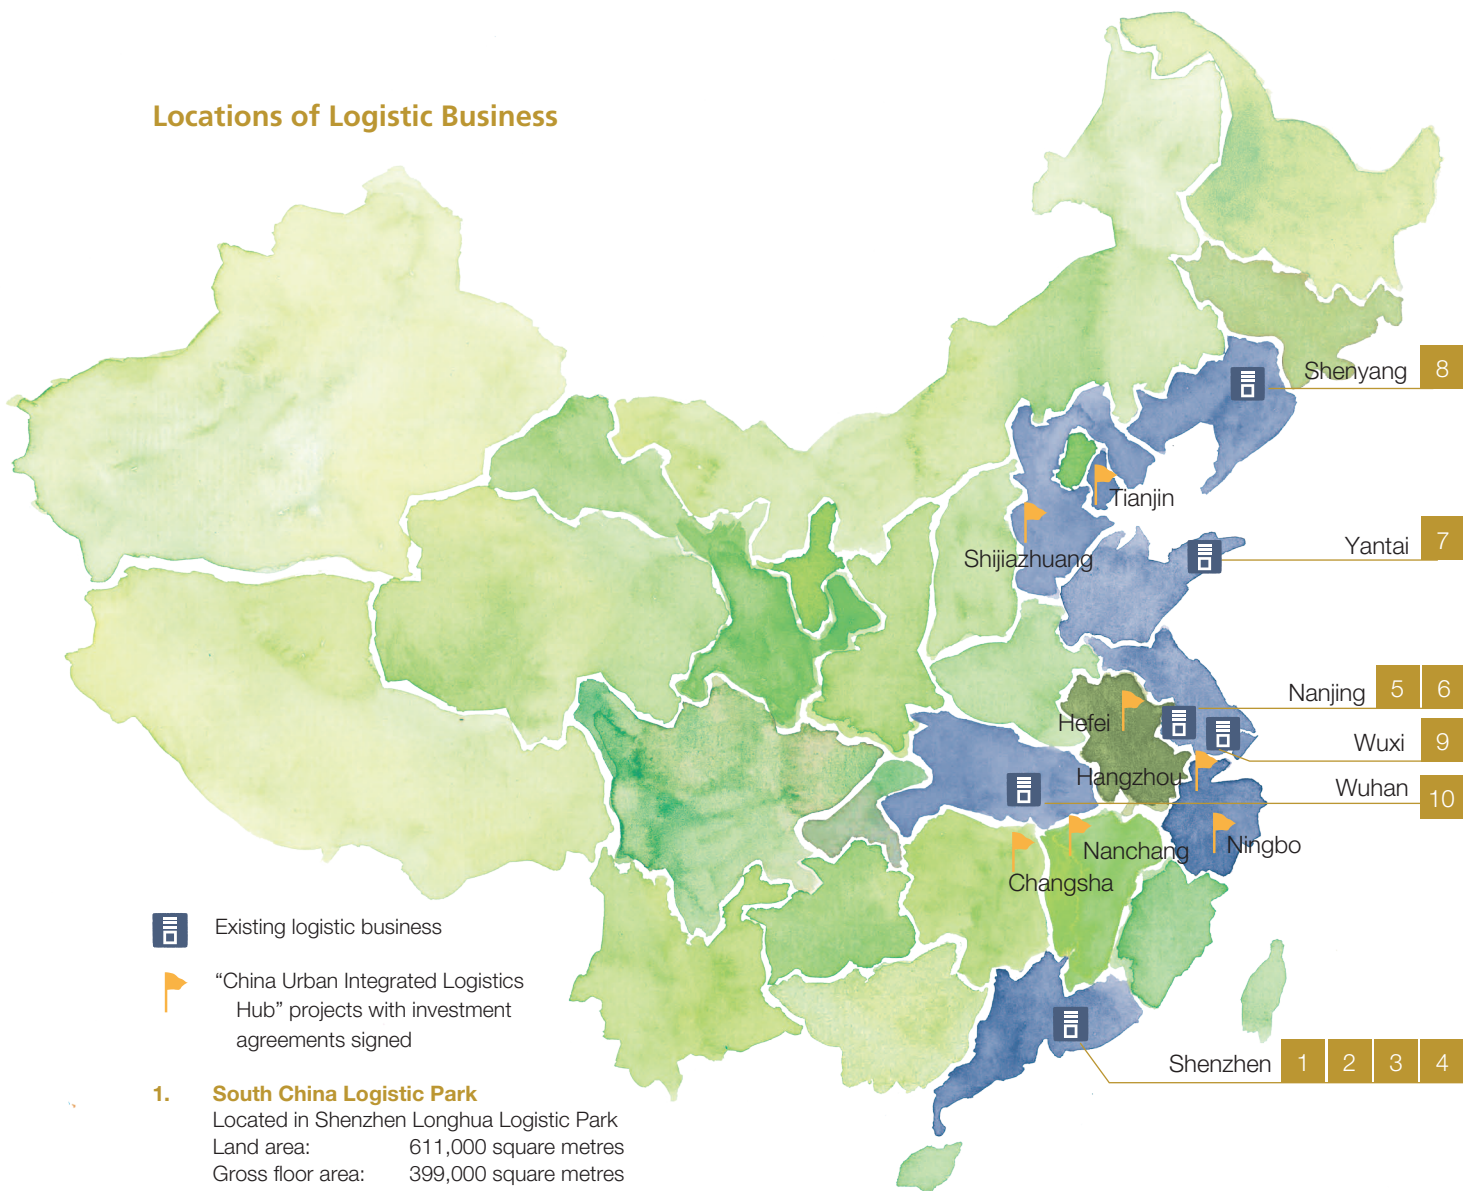 Locations of Logistic Business
Shenyang 8
Tianjin
Yantai 7
Shijiazhuang
Nanjing 5 6
Hefei
Wuxi 9
Hangzhou
Wuhan 10
Ningbo
Nanchang
Changsha
Existing logistic business
“China Urban Integrated Logistics
Hub” projects with investment
agreements signed
Shenzhen 1 2 3 4
1. South China Logistic Park
Located in Shenzhen Longhua Logistic Park
Land area: 611,000 square metres
Gross floor area: 399,000 square metres